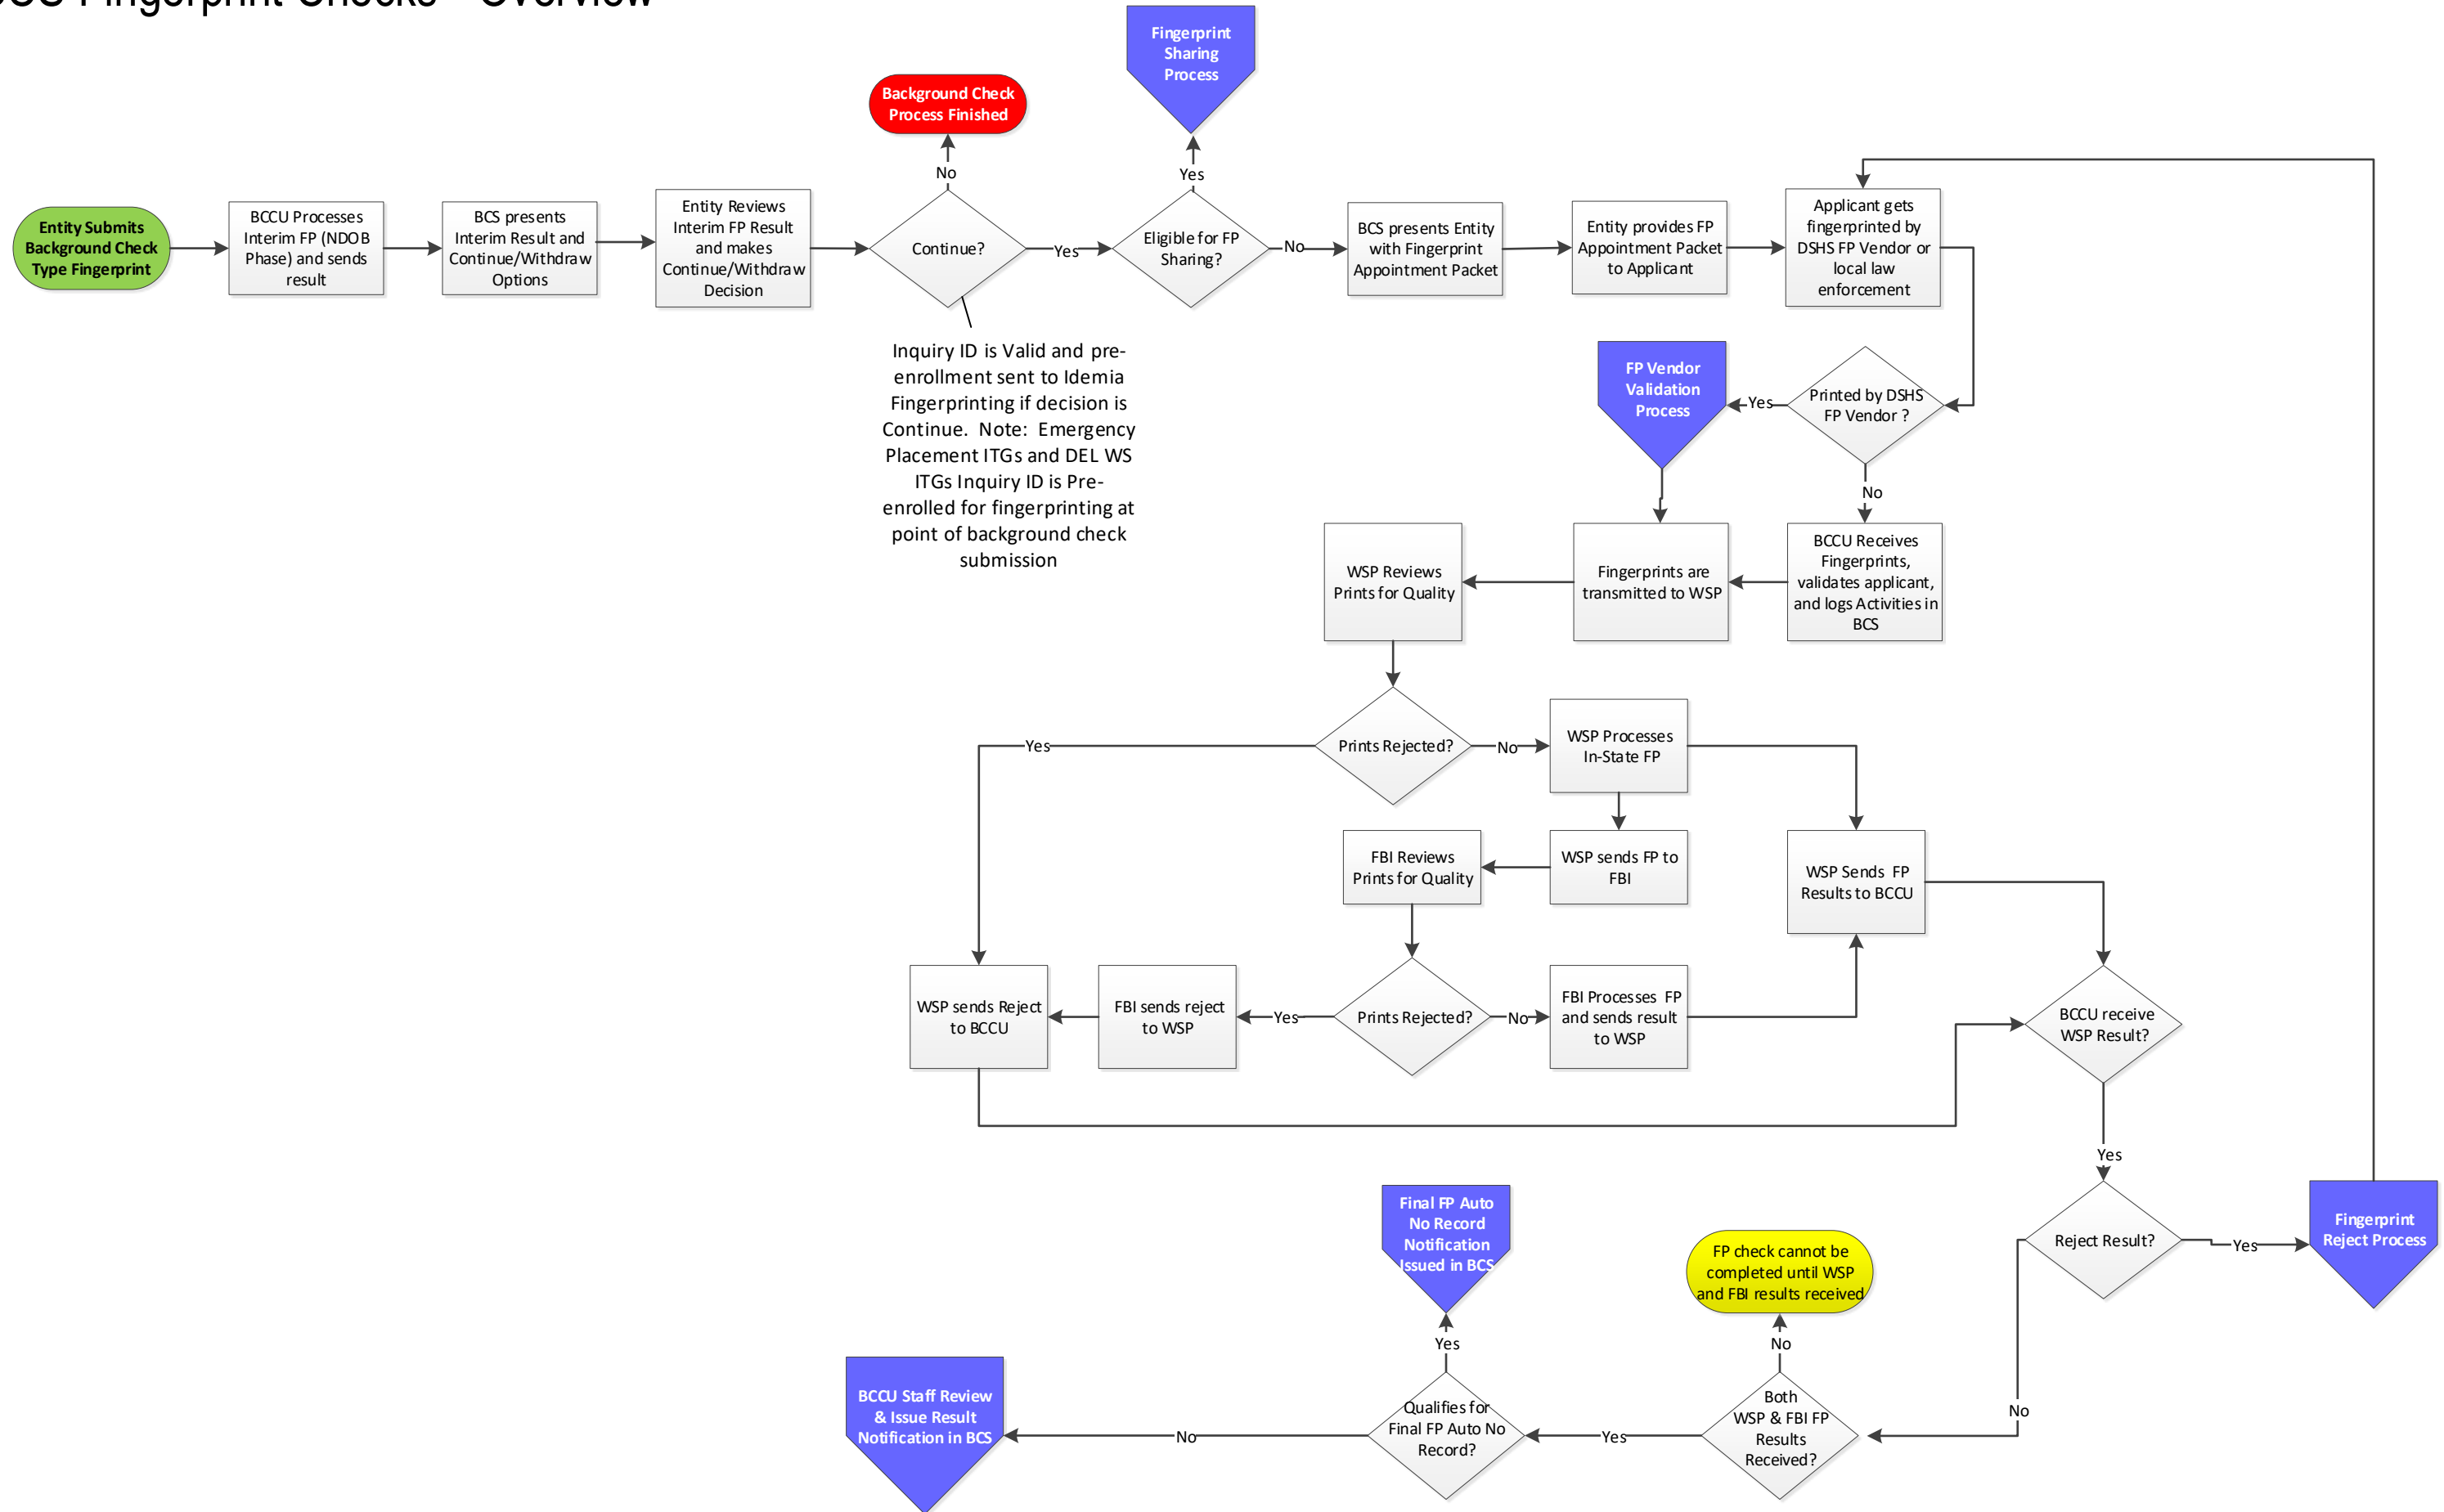 Fingerprint Checks - Overview
Fingerprint
Sharing
Process
Background Check
Process Finished
No
Yes
Entity Submits
Background Check
Type Fingerprint
BCCU Processes
Interim FP (NDOB
Phase) and sends
result
BCS presents
Interim Result and
Continue/Withdraw
Options
Entity Reviews
Interim FP Result
and makes
Continue/Withdraw
Decision
Continue?
Yes
Eligible for FP
Sharing?
No
BCS presents Entity
with Fingerprint
Appointment Packet
Entity provides FP
Appointment Packet
to Applicant
Applicant gets
fingerprinted by
DSHS FP Vendor or
local law
enforcement
Inquiry ID is Valid and pre-
enrollment sent to Idemia
Fingerprinting if decision is
Continue. Note: Emergency
Placement ITGs and DEL WS
ITGs Inquiry ID is Pre-
enrolled for fingerprinting at
point of background check
submission
FP Vendor
Validation
Process
Yes
Printed by DSHS
FP Vendor ?
No
WSP Reviews
Prints for Quality
Fingerprints are
transmitted to WSP
BCCU Receives
Fingerprints,
validates applicant,
and logs Activities in
BCS
Yes
Prints Rejected?
No
WSP Processes
In-State FP
FBI Reviews
Prints for Quality
WSP sends FP to
FBI
WSP Sends FP
Results to BCCU
WSP sends Reject
to BCCU
FBI sends reject
to WSP
Yes
Prints Rejected?
No
FBI Processes FP
and sends result
to WSP
BCCU receive
WSP Result?
Yes
Final FP Auto
No Record
Notification
Issued in BCS
FP check cannot be
completed until WSP
and FBI results received
Reject Result?
Yes
Fingerprint
Reject Process
Yes
No
No
BCCU Staff Review
& Issue Result
Notification in BCS
No
Qualifies for
Final FP Auto No
Record?
Yes
Both
WSP & FBI FP
Results
Received?